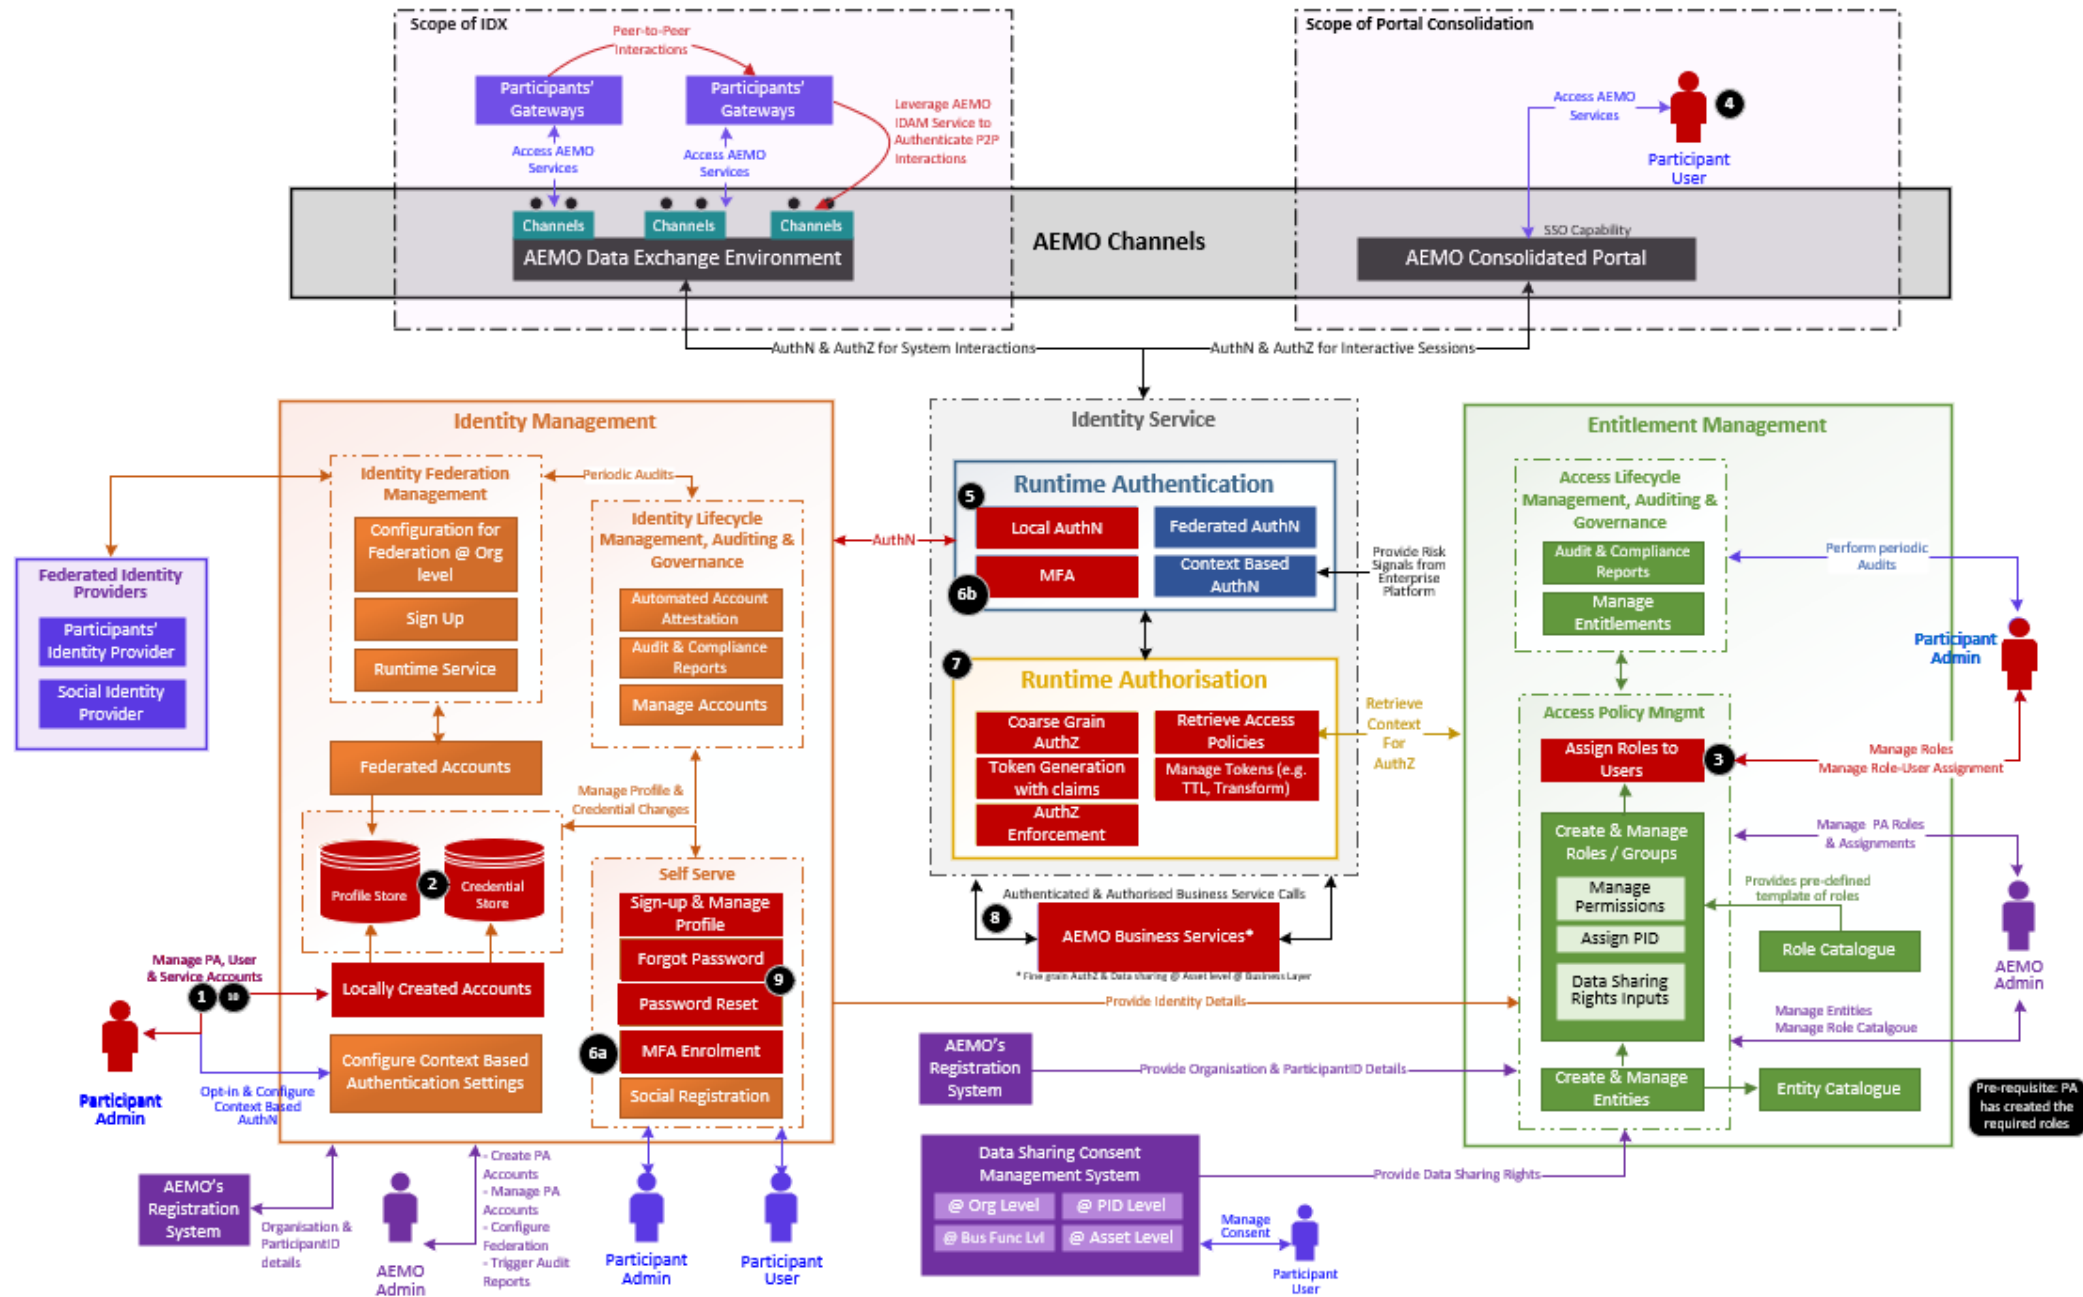 Scope of IDX
Peer-to-Peer
Interactions
Participants'
Gateways
Participants'
Gateways
Leverage AEMO
IDAM Service to
Authenticate P2P
Interactions
Access AEMO
Services
Access AEMO
Services
Channels
Channels
Channels
AEMO Data Exchange Environment
AEMO Channels
Scope of Portal Consolidation
Access AEMO
Services
4
Participant
User
SSO Capability
AEMO Consolidated Portal
AuthN & AuthZ for System Interactions
AuthN & AuthZ for Interactive Sessions
Identity Management
Identity Federation
Management
Configuration for
Federation @ Org
level
Sign Up
Runtime Service
Periodic Audits
Identity Lifecycle
Management, Auditing &
Governance
Automated Account
Attestation
Audit & Compliance
Reports
Manage Accounts
Federated Identity
Providers
Participants'
Identity Provider
Social Identity
Provider
Federated Accounts
Manage Profile &
Credential Changes
Profile Store
2
Credential
Store
Self Serve
Sign-up & Manage
Profile
Forgot Password
9
Password Reset
6a
MFA Enrolment
Social Registration
Manage PA, User
& Service Accounts
1
10
Locally Created Accounts
Configure Context Based
Authentication Settings
Participant
Admin
Opt-in & Configure
Context Based
AuthN
AEMO's
Registration
System
Organisation &
ParticipantID
details
AEMO
Admin
- Create PA
Accounts
- Manage PA
Accounts
- Configure
Federation
- Trigger Audit
Reports
Participant
Admin
Participant
User
AuthN
Identity Service
Runtime Authentication
5
Local AuthN
Federated AuthN
6b
MFA
Context Based
AuthN
Provide Risk
Signals from
Enterprise
Platform
7
Runtime Authorisation
Coarse Grain
AuthZ
Retrieve Access
Policies
Token Generation
with claims
Manage Tokens (e.g.
TTL, Transform)
AuthZ
Enforcement
Retrieve
Context
For
AuthZ
Authenticated & Authorised Business Service Calls
8
AEMO Business Services*
* Fine grain AuthZ & Data sharing @ Asset level @ Business Layer
Provide Identity Details
AEMO's
Registration
System
Provide Organisation & ParticipantID Details
Data Sharing Consent
Management System
@ Org Level
@ PID Level
@ Bus Func Lvl
@ Asset Level
Provide Data Sharing Rights
Manage
Consent
Participant
User
Entitlement Management
Access Lifecycle
Management, Auditing &
Governance
Audit & Compliance
Reports
Manage
Entitlements
Perform periodic
Audits
Participant
Admin
Access Policy Mngmt
Assign Roles to
Users
3
Manage Roles
Manage Role-User Assignment
Create & Manage
Roles / Groups
Manage
Permissions
Assign PID
Data Sharing
Rights Inputs
Manage PA Roles
& Assignments
Provides pre-defined
template of roles
Role Catalogue
AEMO
Admin
Manage Entities
Manage Role Catalgoue
Create & Manage
Entities
Entity Catalogue
Pre-requisite: PA
has created the
required roles